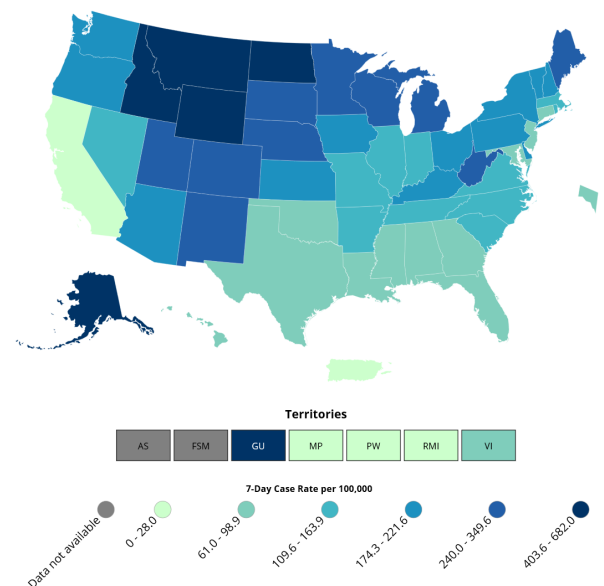 Territories
AS FSM GU MP PW RMI VI
7-Day Case Rate per 100,000
Data not available 0 - 28.0 61.0 - 98.9 109.6 - 163.9 174.3 - 221.6 240.0 - 349.6 403.6 - 682.0